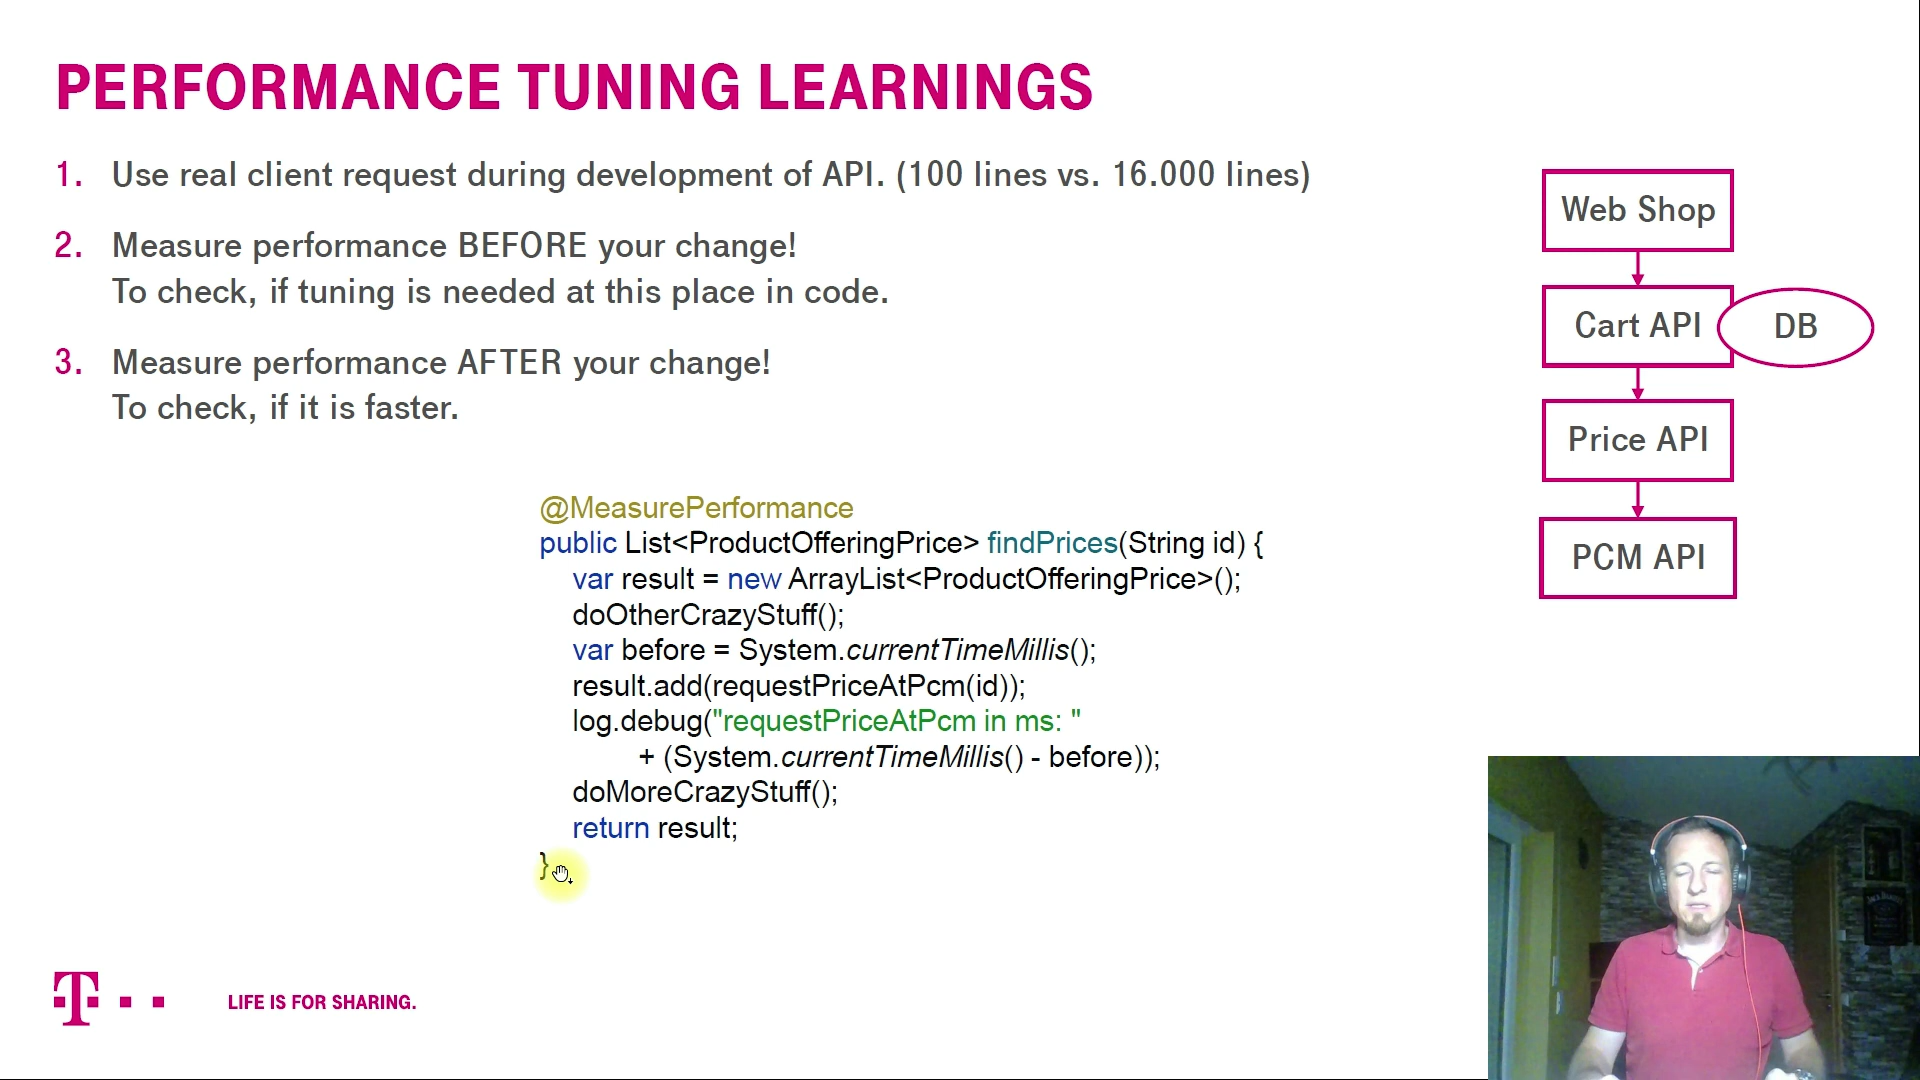 PERFORMANCE TUNING LEARNINGS
1. Use real client request during development of API. (100 lines vs. 16.000 lines)
2. Measure performance BEFORE your change!
To check, if tuning is needed at this place in code.
3. Measure performance AFTER your change!
To check, if it is faster.
@MeasurePerformance
public List<ProductOfferingPrice> findPrices(String id) {
var result = new ArrayList<ProductOfferingPrice>();
doOtherCrazyStuff();
var before = System.currentTimeMillis();
result.add(requestPriceAtPcm(id));
log.debug("requestPriceAtPcm in ms: "
+ (System.currentTimeMillis() - before));
doMoreCrazyStuff();
return result;
}
Web Shop
Cart API
DB
Price API
PCM API
T
LIFE IS FOR SHARING.